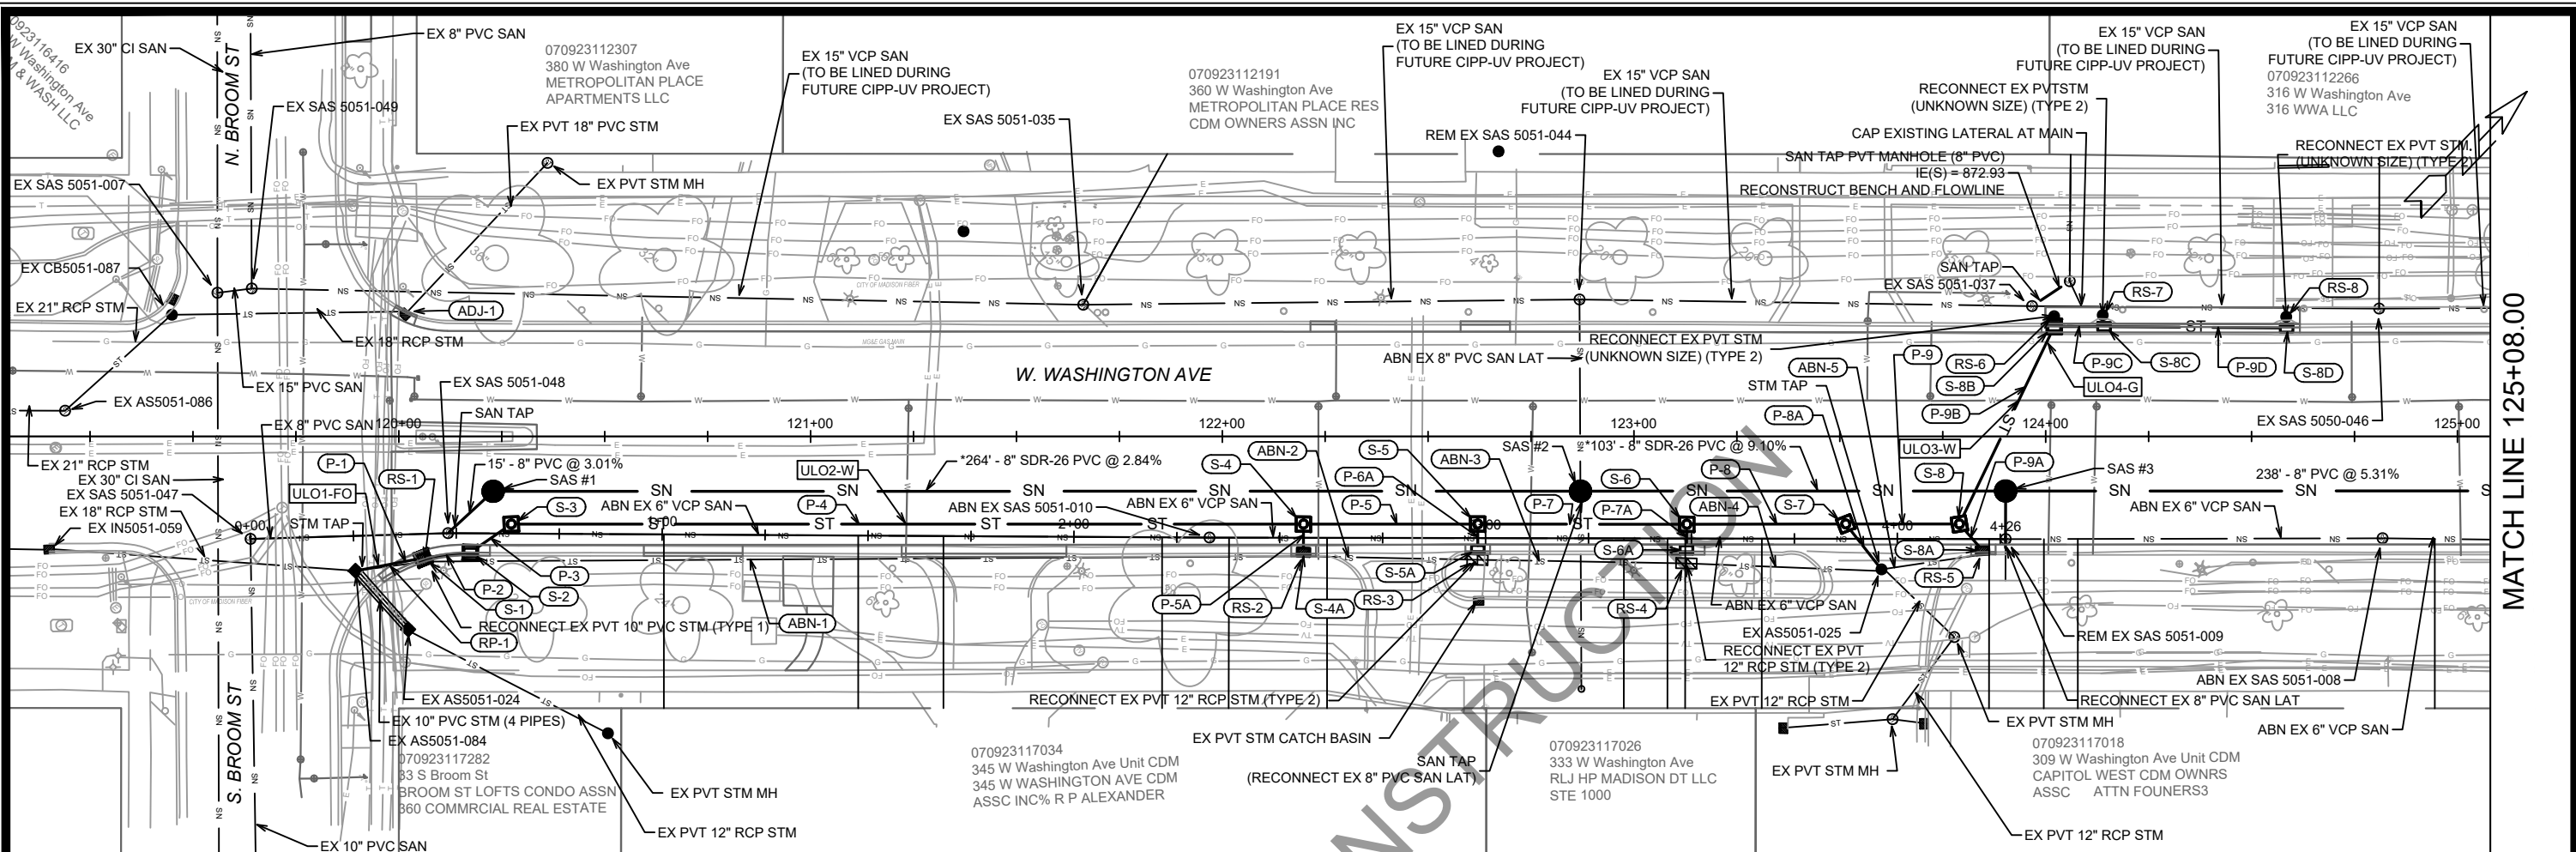 070923116416
W Washington Ave
M & WASH LLC
EX 30" CI SAN
N. BROOM ST
EX 8" PVC SAN
EX SAS 5051-049
070923112307
380 W Washington Ave
METROPOLITAN PLACE
APARTMENTS LLC
EX PVT 18" PVC STM
EX PVT STM MH
EX 15" VCP SAN
(TO BE LINED DURING
FUTURE CIPP-UV PROJECT)
EX SAS 5051-035
070923112191
360 W Washington Ave
METROPOLITAN PLACE RES
CDM OWNERS ASSN INC
EX 15" VCP SAN
(TO BE LINED DURING
FUTURE CIPP-UV PROJECT)
REM EX SAS 5051-044
EX 15" VCP SAN
(TO BE LINED DURING
FUTURE CIPP-UV PROJECT)
EX 15" VCP SAN
(TO BE LINED DURING
FUTURE CIPP-UV PROJECT)
RECONNECT EX PVTSTM
(UNKNOWN SIZE) (TYPE 2)
CAP EXISTING LATERAL AT MAIN
SAN TAP PVT MANHOLE (8" PVC)
IE(S) = 872.93
RECONSTRUCT BENCH AND FLOWLINE
EX 15" VCP SAN
(TO BE LINED DURING
FUTURE CIPP-UV PROJECT)
070923112266
316 W Washington Ave
316 WWA LLC
RECONNECT EX PVT STM
(UNKNOWN SIZE) (TYPE 2)
EX SAS 5051-007
EX CB5051-087
EX 21" RCP STM
ADJ-1
EX 18" RCP STM
EX 15" PVC SAN
EX AS5051-086
EX SAS 5051-048
SAN TAP
CITY OF MADISON FIBER
MG&E GAS MAIN
W. WASHINGTON AVE
SAN TAP
EX SAS 5051-037
RS-7
RS-8
RECONNECT EX PVT STM
(UNKNOWN SIZE) (TYPE 2)
ABN EX 8" PVC SAN LAT
ABN-5
P-9
RS-6
S-8B
P-9C
S-8C
P-9D
S-8D
ULO4-G
STM TAP
P-8A
P-9B
ULO3-W
EX SAS 5050-046
MATCH LINE 125+08.00
EX 8" PVC SAN
120+00
121+00
122+00
123+00
124+00
125+00
EX 21" RCP STM
EX 30" CI SAN
EX SAS 5051-047
EX 18" RCP STM
EX IN5051-059
P-1
RS-1
ULO1-FO
STM TAP
0+00
15' - 8" PVC @ 3.01%
SAS #1
S-3
ABN EX 6" VCP SAN
ULO2-W
P-4
*264' - 8" SDR-26 PVC @ 2.84%
ABN EX SAS 5051-010
ABN EX 6" VCP SAN
S-4
ABN-2
S-5
P-6A
P-5
ABN-3
SAS #2
*103' - 8" SDR-26 PVC @ 9.10%
P-7
S-6
P-7A
P-8
ABN-4
S-7
S-8
P-9A
SAS #3
238' - 8" PVC @ 5.31%
ABN EX 6" VCP SAN
2+00
4+00
4+26
P-3
P-2
S-2
S-1
RECONNECT EX PVT 10" PVC STM (TYPE 1)
RP-1
ABN-1
P-5A
RS-2
S-4A
RS-3
S-5A
S-6A
RS-4
S-8A
RS-5
ABN EX 6" VCP SAN
EX AS5051-025
RECONNECT EX PVT
12" RCP STM (TYPE 2)
REM EX SAS 5051-009
ABN EX SAS 5051-008
CITY OF MADISON FIBER
EX AS5051-024
EX 10" PVC STM (4 PIPES)
EX AS5051-084
S. BROOM ST
070923117282
33 S Broom St
BROOM ST LOFTS CONDO ASSN
360 COMMRCIAL REAL ESTATE
EX 10" PVC SAN
EX PVT STM MH
EX PVT 12" RCP STM
RECONNECT EX PVT 12" RCP STM (TYPE 2)
EX PVT STM CATCH BASIN
SAN TAP
(RECONNECT EX 8" PVC SAN LAT)
070923117034
345 W Washington Ave Unit CDM
345 W WASHINGTON AVE CDM
ASSC INC% R P ALEXANDER
070923117026
333 W Washington Ave
RLJ HP MADISON DT LLC
STE 1000
EX PVT 12" RCP STM
EX PVT STM MH
RECONNECT EX 8" PVC SAN LAT
EX PVT STM MH
ABN EX 6" VCP SAN
070923117018
309 W Washington Ave Unit CDM
CAPITOL WEST CDM OWNRS
ASSC ATTN FOUNERS3
EX PVT 12" RCP STM
NSTRUCTION